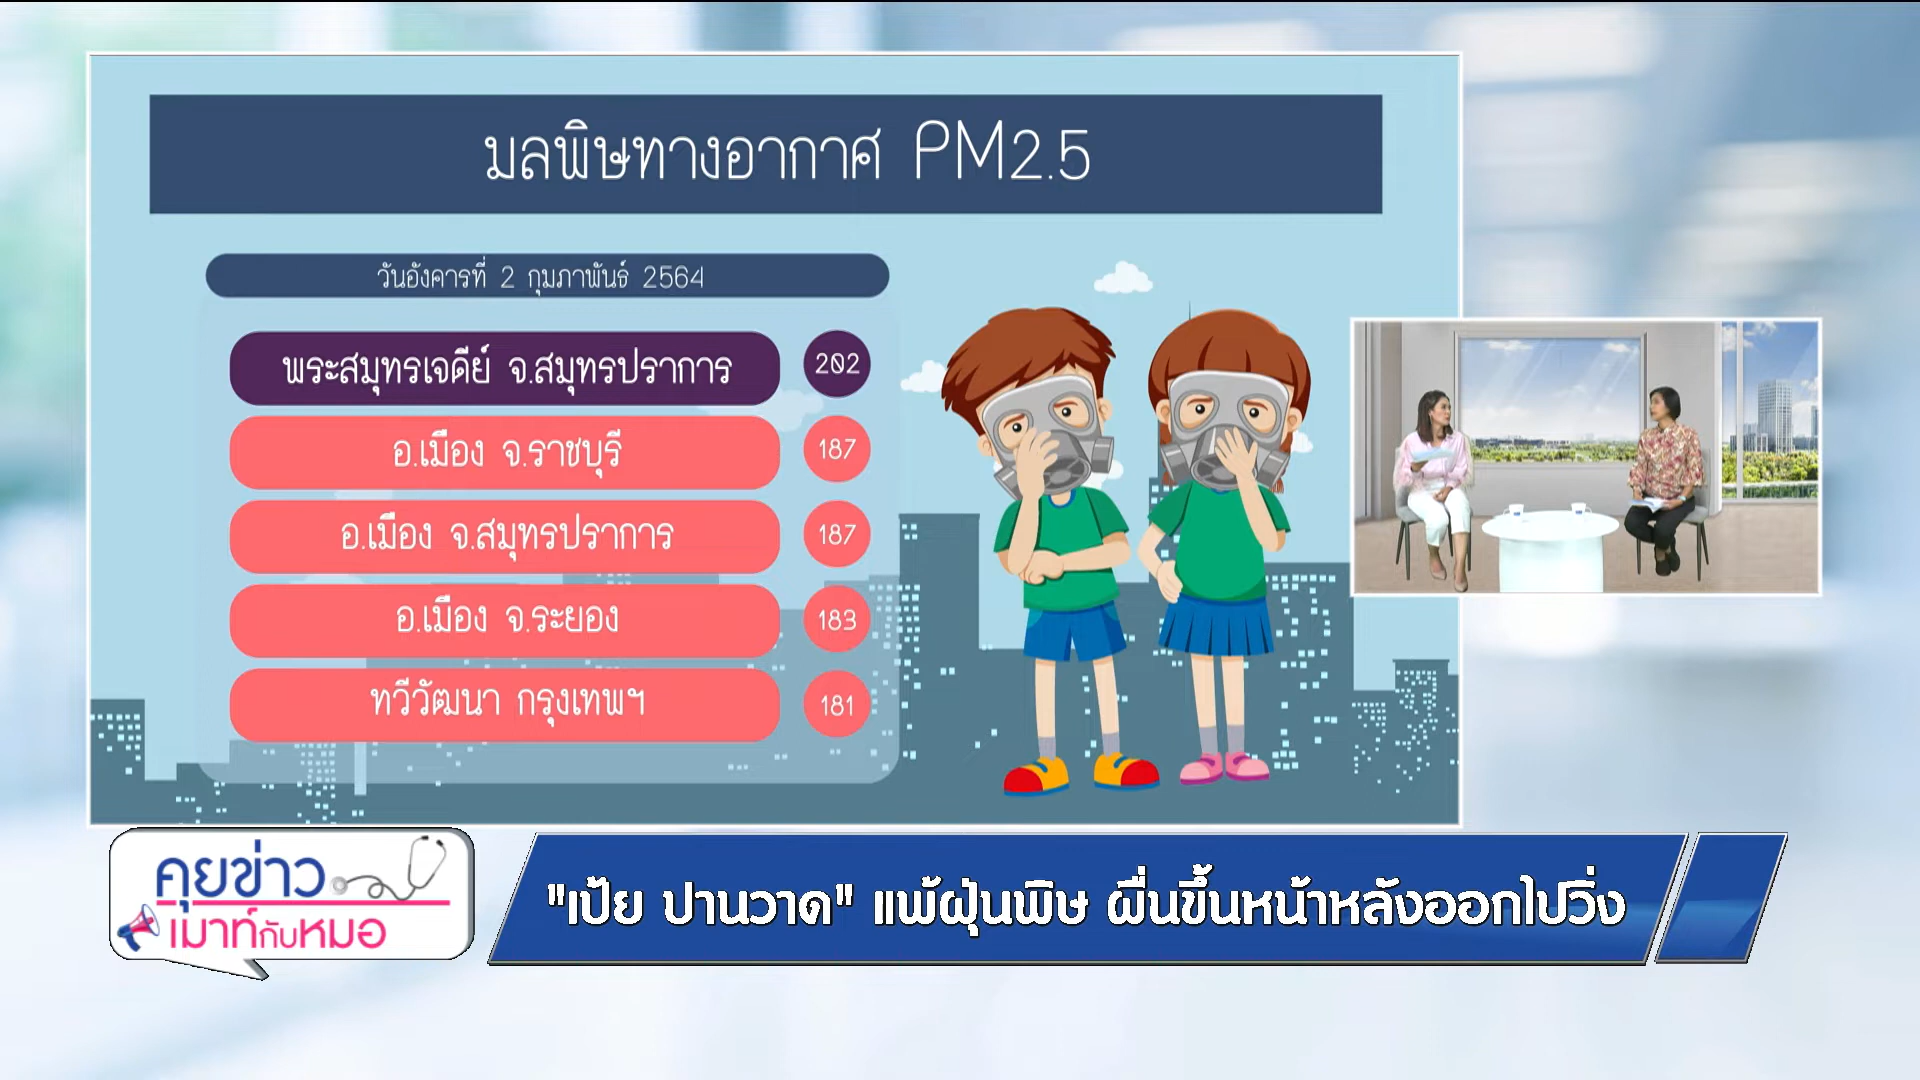 มลพิษทางอากาศ PM2.5
วันอังคารที่ 2 กุมภาพันธ์ 2564
พระสมุทรเจดีย์ จ.สมุทรปราการ 202
อ.เมือง จ.ราชบุรี 187
อ.เมือง จ.สมุทรปราการ 187
อ.เมือง จ.ระยอง 183
ทวีวัฒนา กรุงเทพฯ 181
คุยข่าว
เมาท์กับหมอ
"เป้ย ปานวาด" แพ้ฝุ่นพิษ ผื่นขึ้นหน้าหลังออกไปวิ่ง